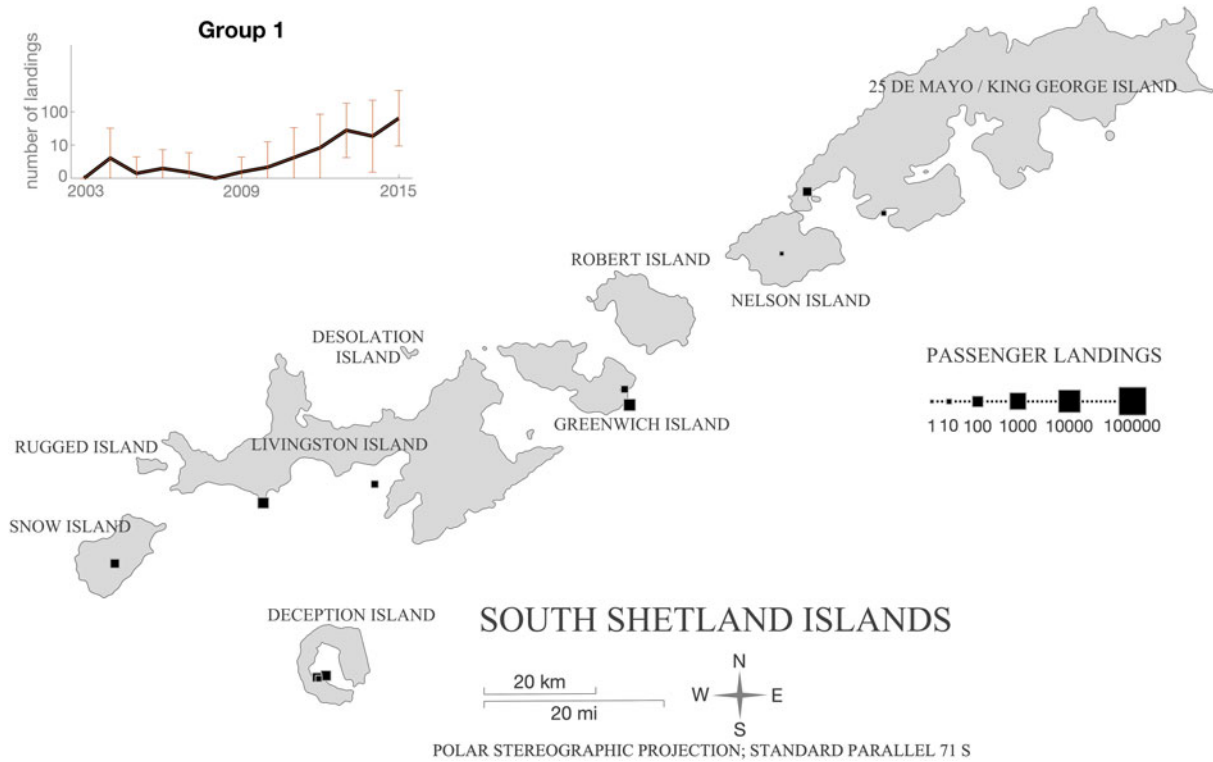 Group 1
number of landings
100
10
0
2003
2009
2015
25 DE MAYO / KING GEORGE ISLAND
ROBERT ISLAND
NELSON ISLAND
DESOLATION
ISLAND
PASSENGER LANDINGS
1 10 100 1000 10000 100000
GREENWICH ISLAND
LIVINGSTON ISLAND
RUGGED ISLAND
SNOW ISLAND
DECEPTION ISLAND
SOUTH SHETLAND ISLANDS
20 km
20 mi
N
W E
S
POLAR STEREOGRAPHIC PROJECTION; STANDARD PARALLEL 71 S